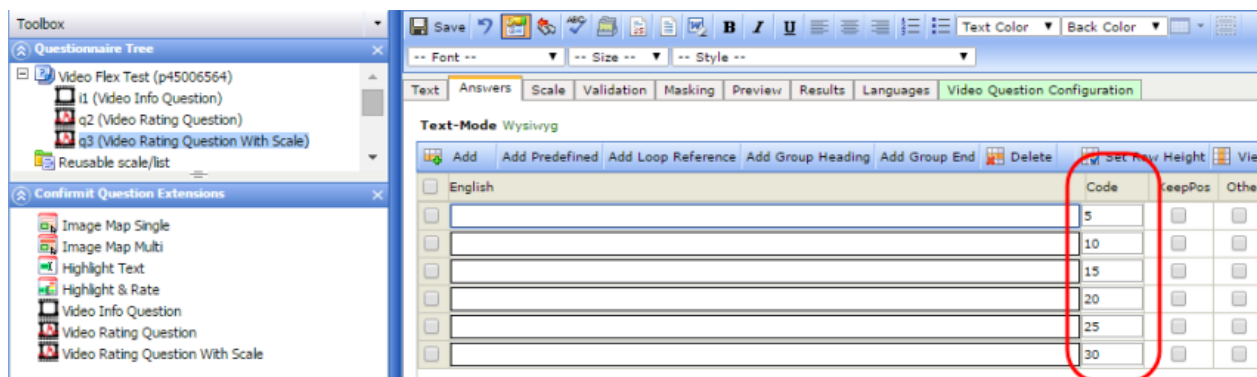 Toolbox
Questionnaire Tree
Video Flex Test (p45006564)
i1 (Video Info Question)
q2 (Video Rating Question)
q3 (Video Rating Question With Scale)
Reusable scale/list
Confirmit Question Extensions
Image Map Single
Image Map Multi
Highlight Text
Highlight & Rate
Video Info Question
Video Rating Question
Video Rating Question With Scale
Save B I U Text Color Back Color
-- Font -- -- Size -- -- Style --
Text Answers Scale Validation Masking Preview Results Languages Video Question Configuration
Text-Mode Wysiwyg
Add Add Predefined Add Loop Reference Add Group Heading Add Group End Delete Set Row Height Vie
English Code KeepPos Othe
5
10
15
20
25
30